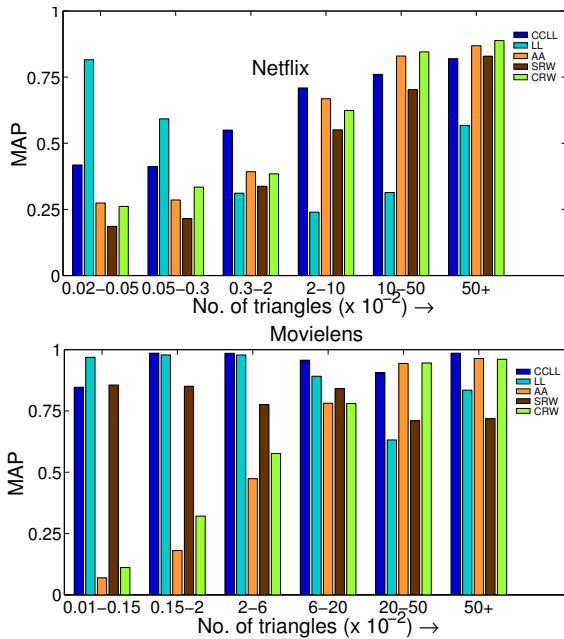 1
0.75
0.5
0.25
0
MAP
Netflix
CCLL
LL
AA
SRW
CRW
0.02−0.05 0.05−0.3 0.3−2 2−10 10−50 50+
No. of triangles (x 10⁻²) →
Movielens
1
0.75
0.5
0.25
0
MAP
CCLL
LL
AA
SRW
CRW
0.01−0.15 0.15−2 2−6 6−20 20−50 50+
No. of triangles (x 10⁻²) →